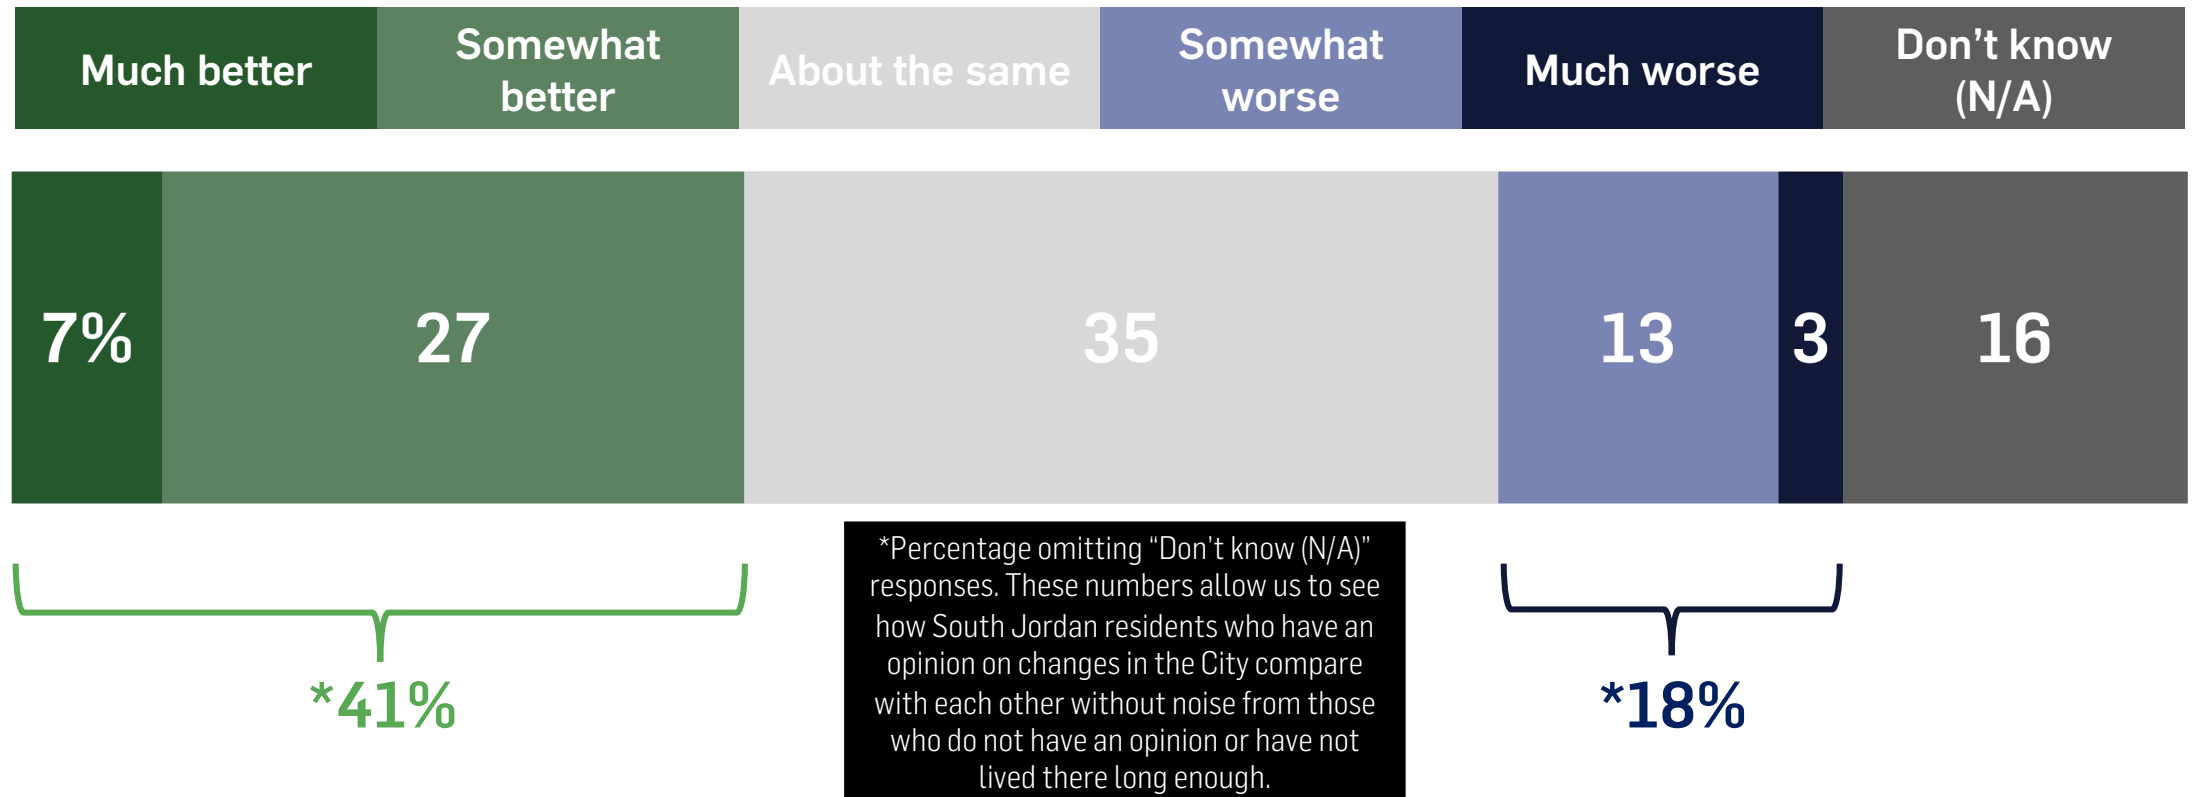 Much better
Somewhat
better
About the same
Somewhat
worse
Much worse
Don’t know
(N/A)
7%
27
35
13
3
16
*Percentage omitting “Don’t know (N/A)”
responses. These numbers allow us to see
how South Jordan residents who have an
opinion on changes in the City compare
with each other without noise from those
who do not have an opinion or have not
lived there long enough.
*41%
*18%